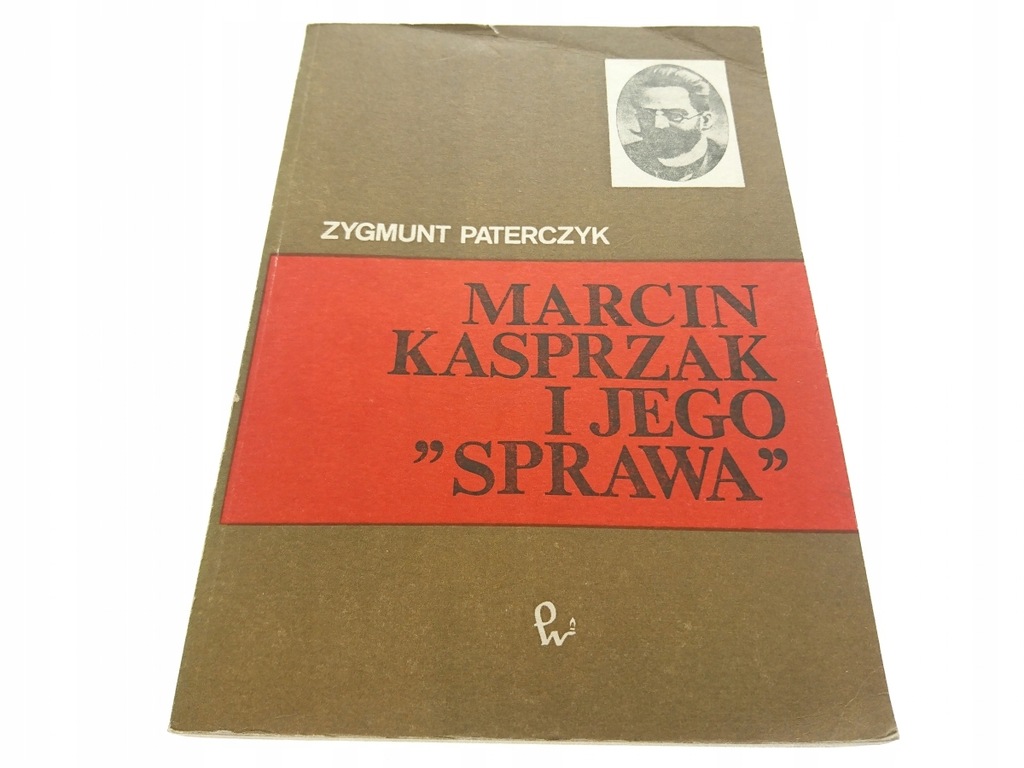 ZYGMUNT PATERCZYK
MARCIN
KASPRZAK
I JEGO
”SPRAWA”